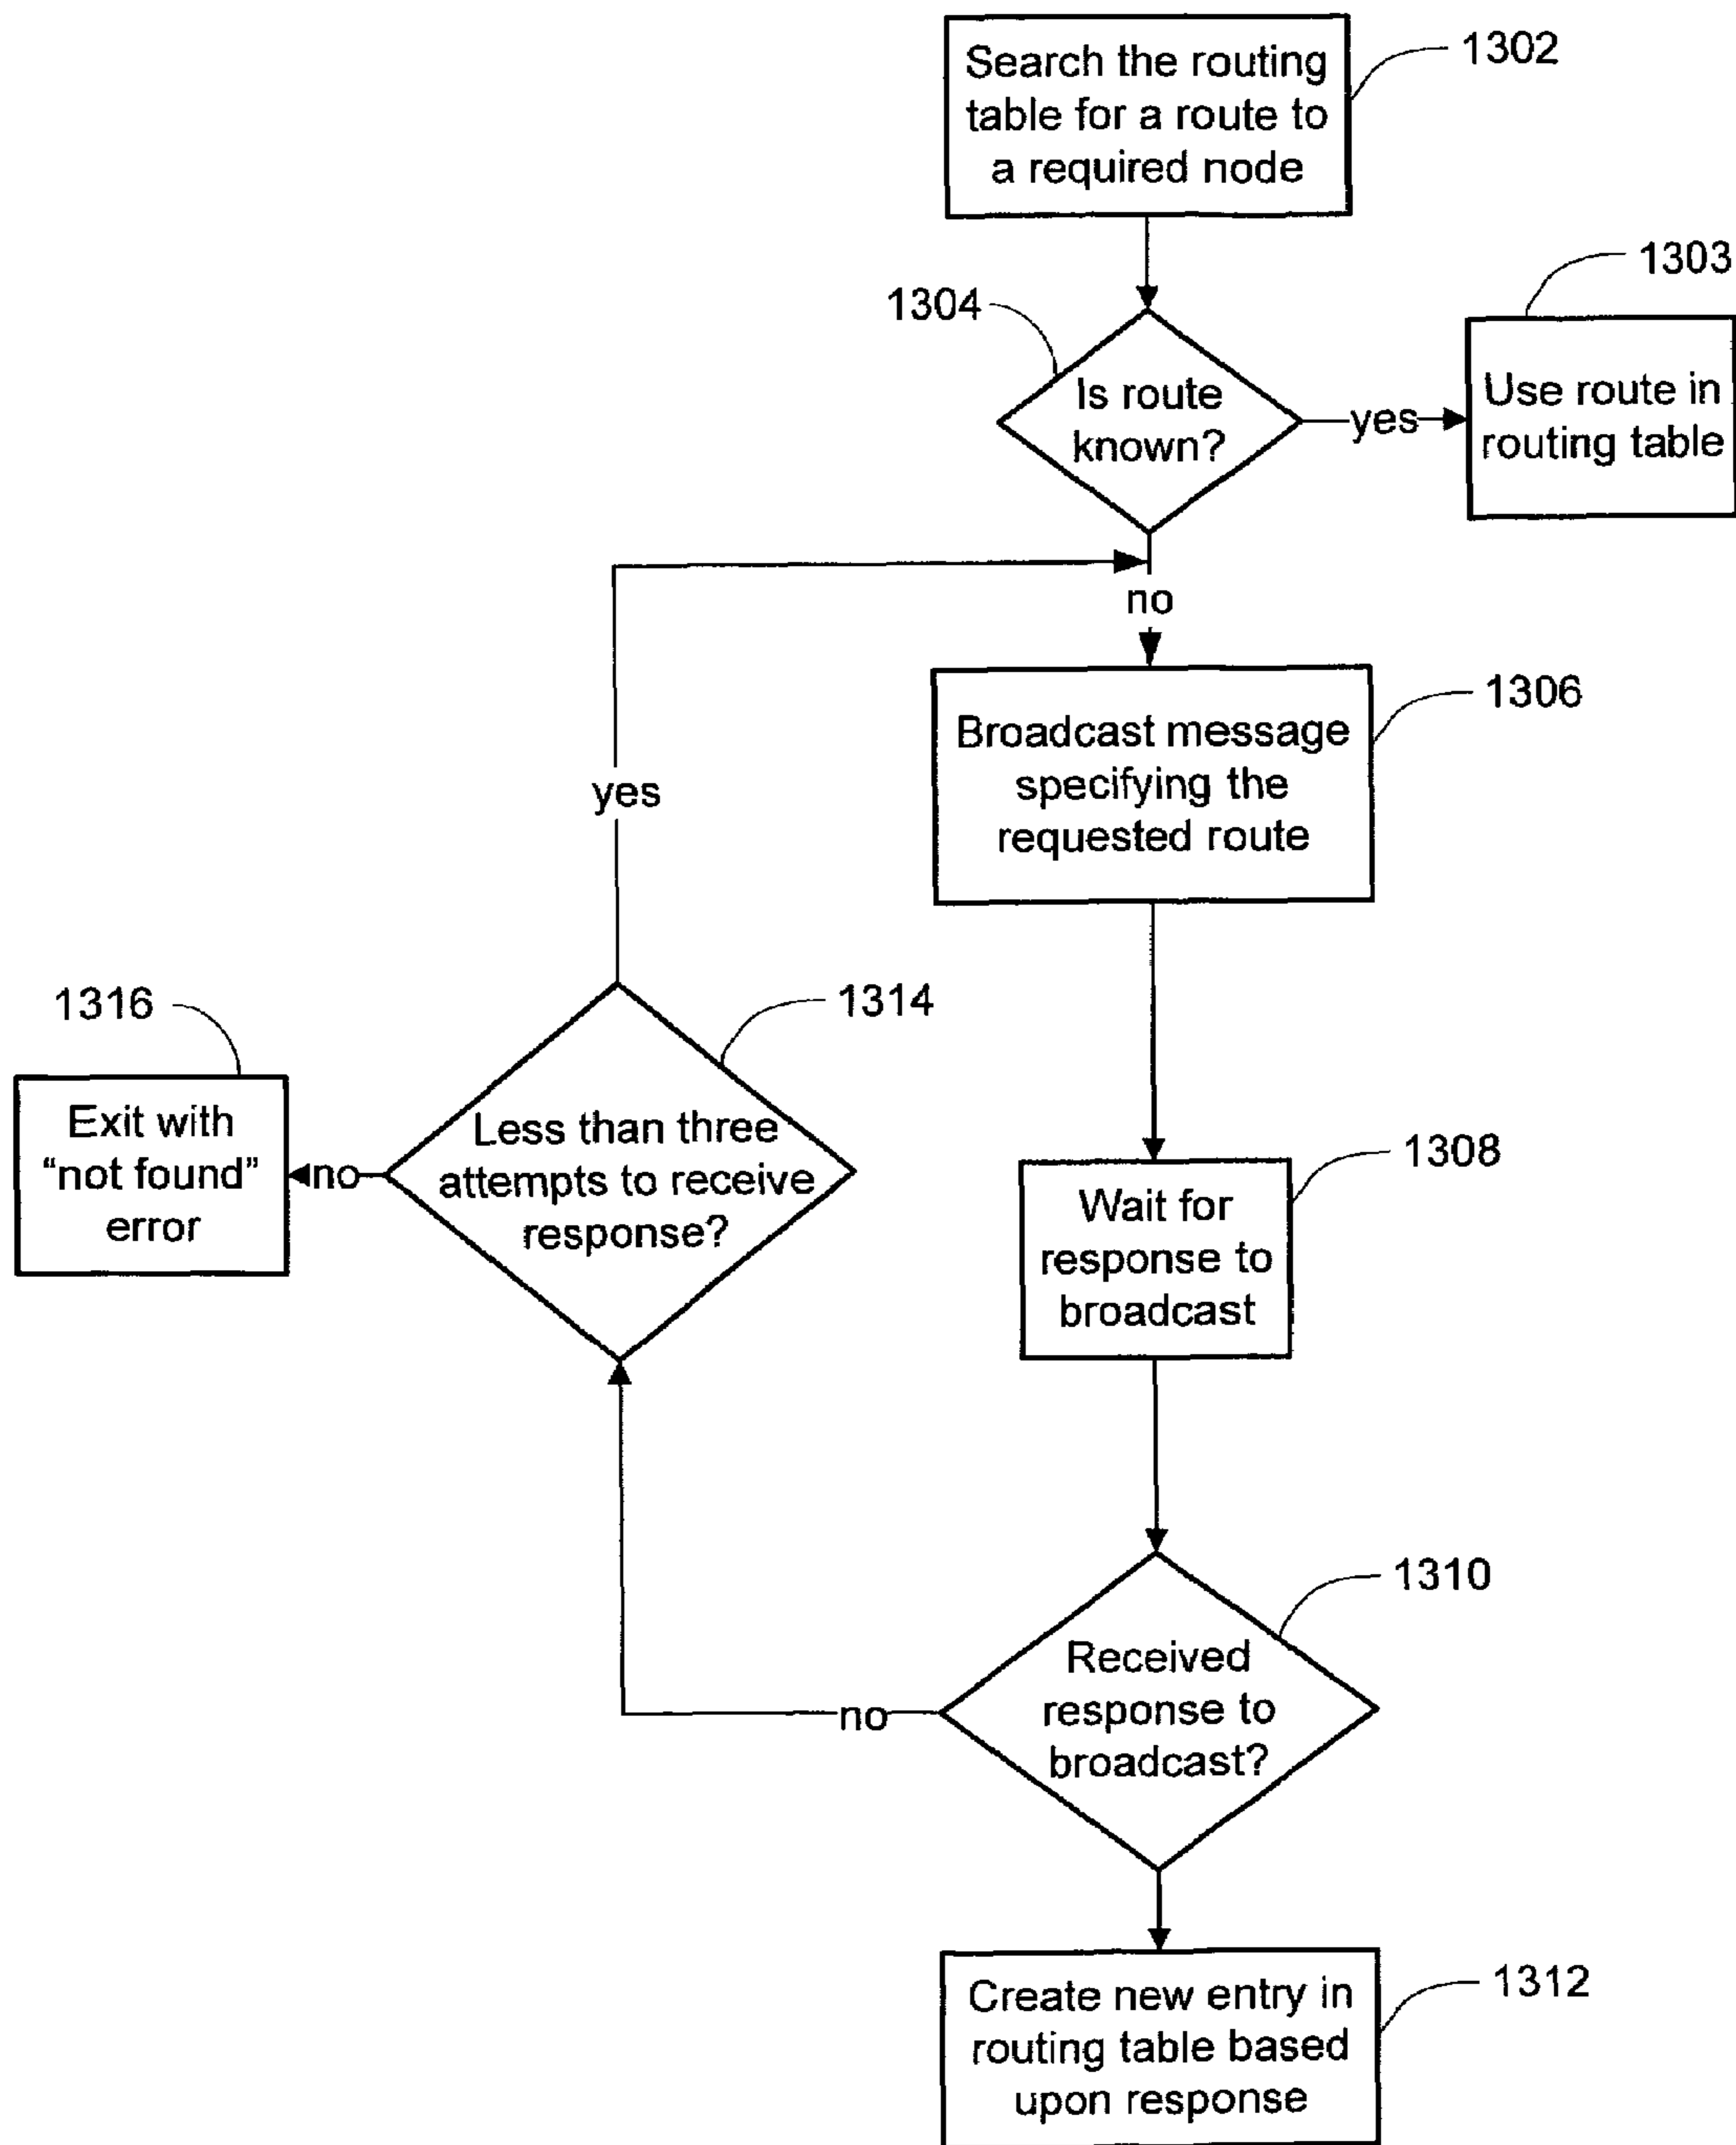 Search the routing
table for a route to
a required node
1302
1303
1304
Is route
known?
yes
Use route in
routing table
no
1306
Broadcast message
specifying the
requested route
yes
1316
1314
Exit with
“not found”
error
no
Less than three
attempts to receive
response?
1308
Wait for
response to
broadcast
1310
Received
response to
broadcast?
no
1312
Create new entry in
routing table based
upon response